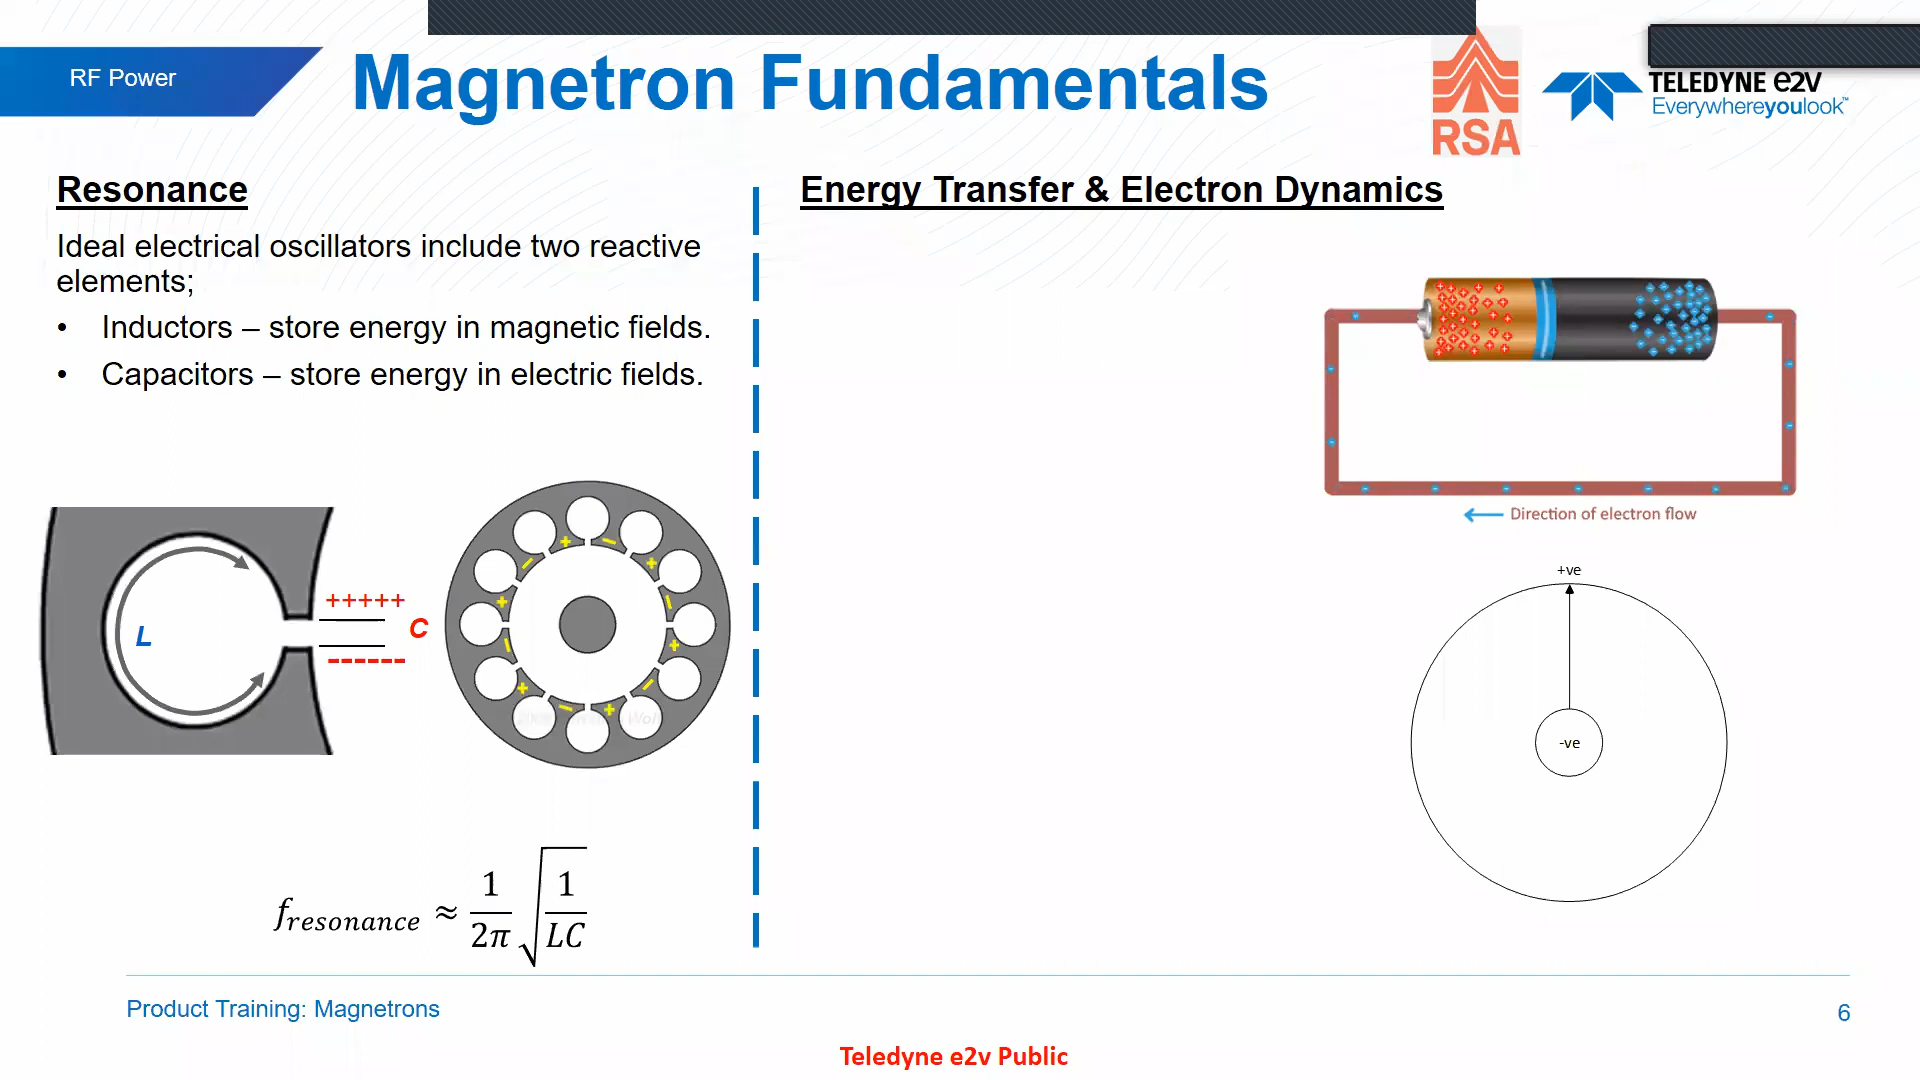 RF Power
Magnetron Fundamentals
RSA
TELEDYNE e2v
Everywhereyoulook™
Resonance
Ideal electrical oscillators include two reactive
elements;
• Inductors – store energy in magnetic fields.
• Capacitors – store energy in electric fields.
L
+++++
C
------
f_resonance ≈ 1/2π √1/LC
Energy Transfer & Electron Dynamics
← Direction of electron flow
+ve
-ve
Product Training: Magnetrons
6
Teledyne e2v Public